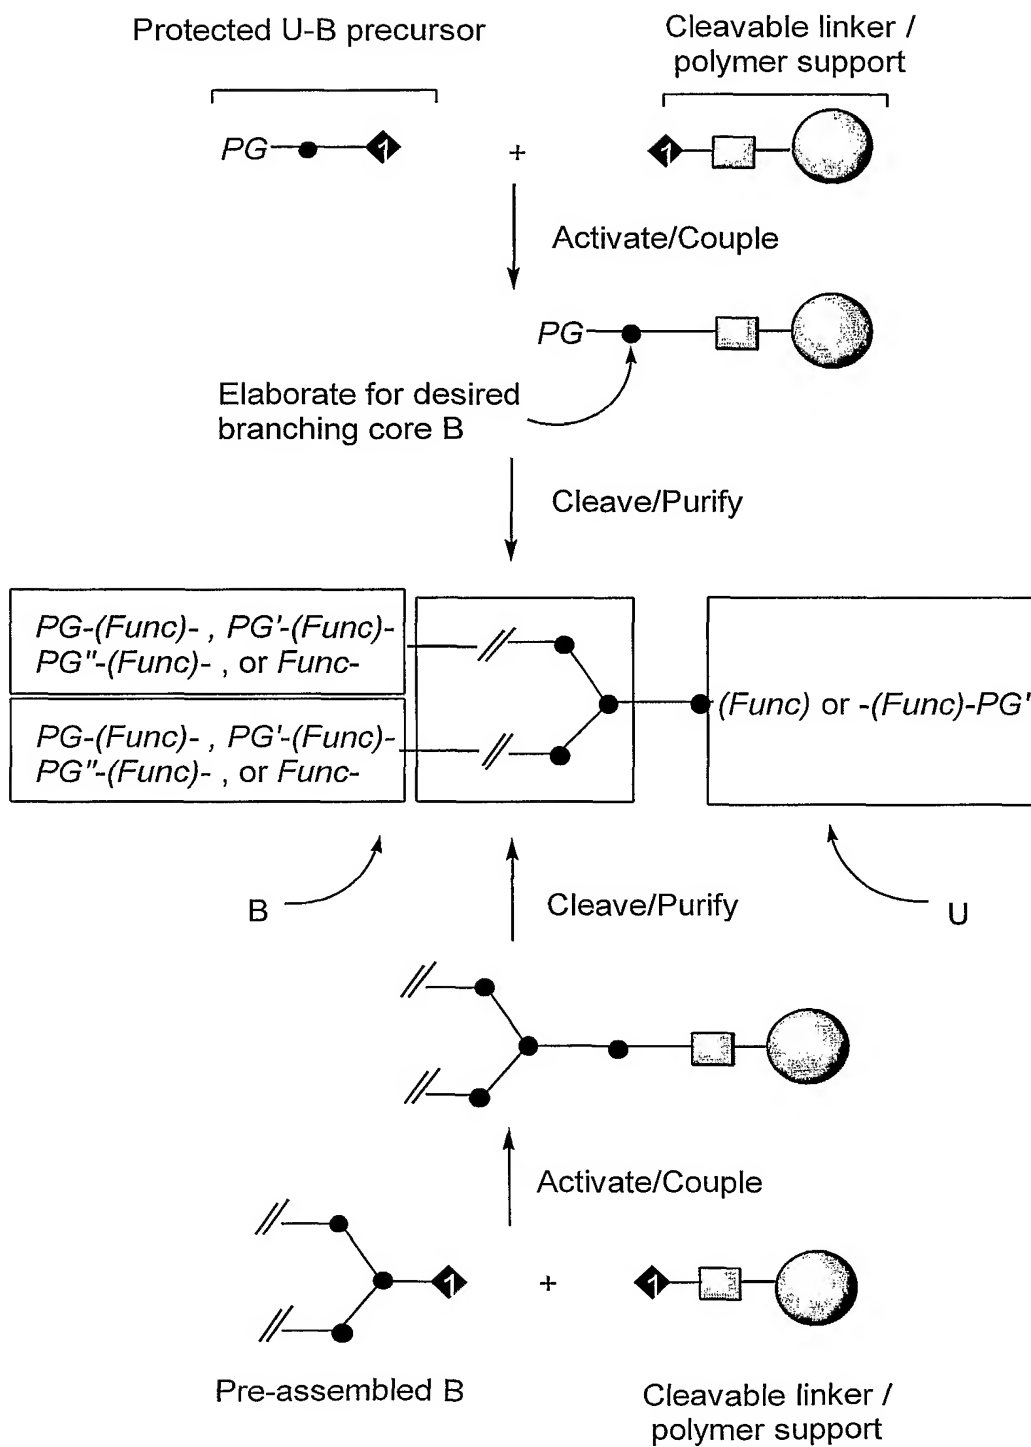 Protected U-B precursor
Cleavable linker /
polymer support
PG
1
+
1
Activate/Couple
PG
Elaborate for desired
branching core B
Cleave/Purify
PG-(Func)- , PG'-(Func)-
PG"-(Func)- , or Func-
(Func) or -(Func)-PG'
PG-(Func)- , PG'-(Func)-
PG"-(Func)- , or Func-
B
Cleave/Purify
U
Activate/Couple
1
+
1
Pre-assembled B
Cleavable linker /
polymer support